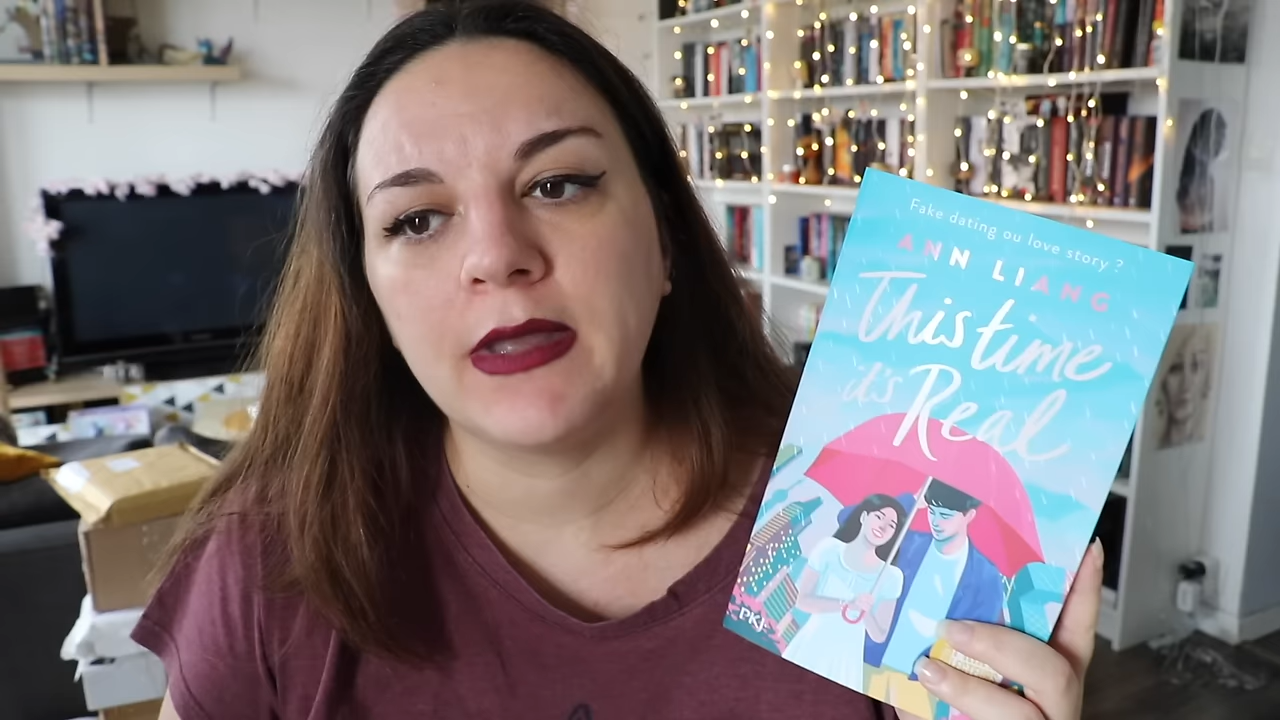 Fake dating ou love story ?
ANN LIANG
This time
it's Real
PKJ